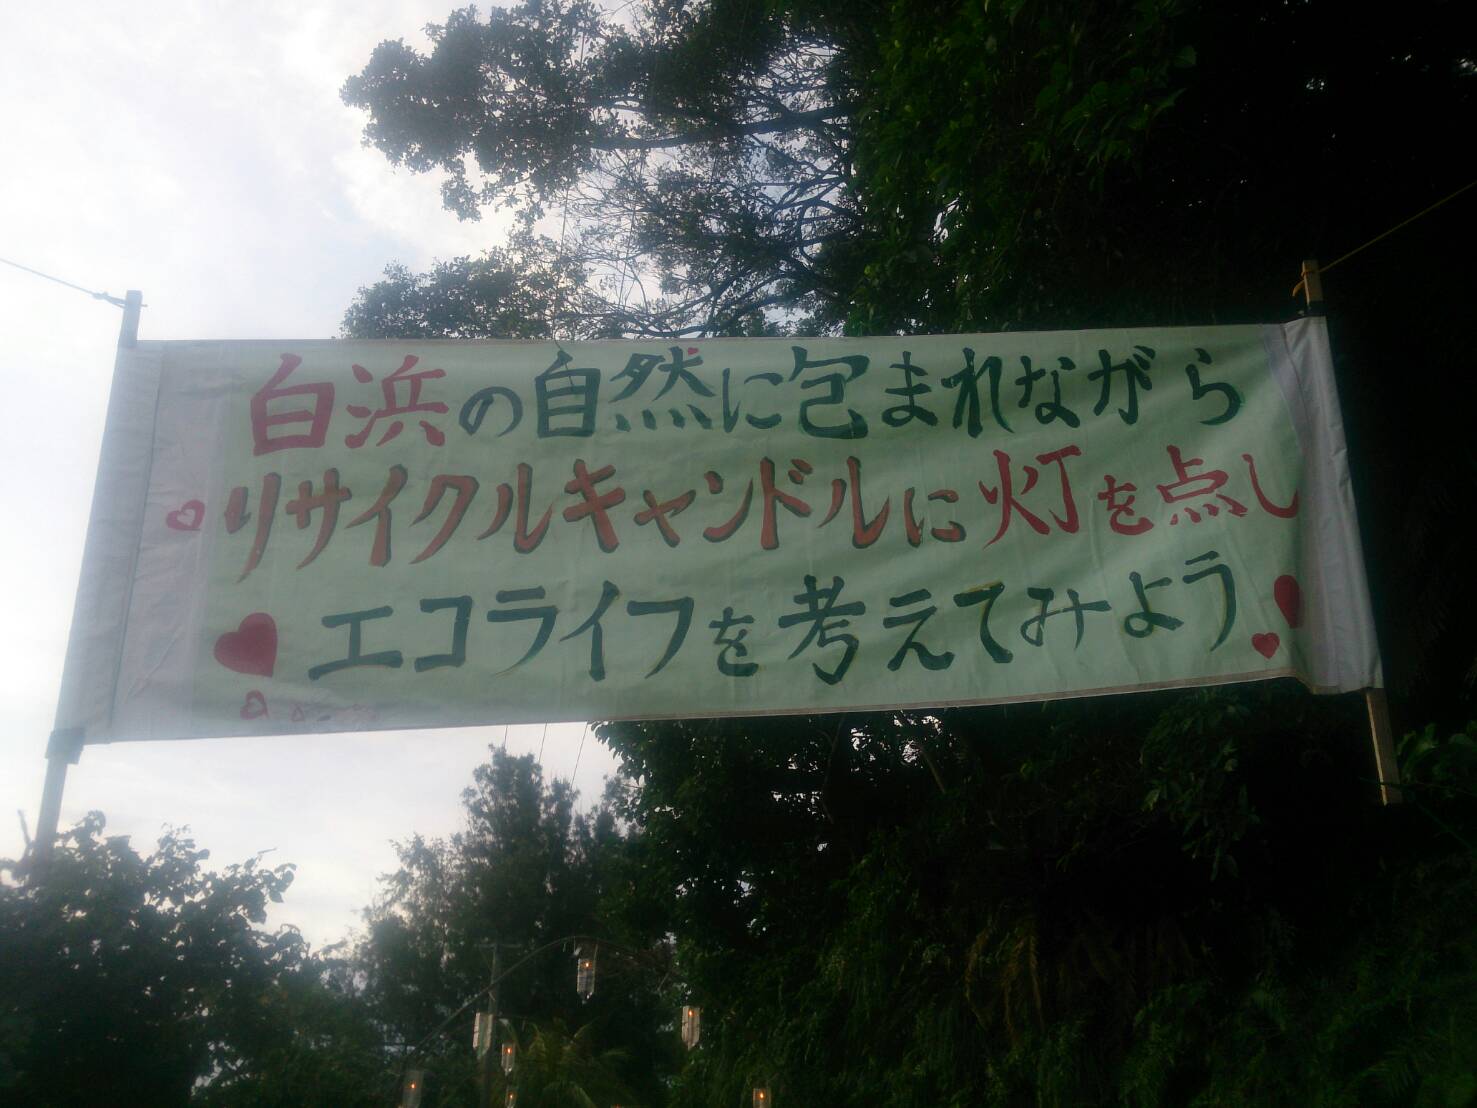 白浜の自然に包まれながら
リサイクルキャンドルに灯を点し
エコライフを考えてみよう